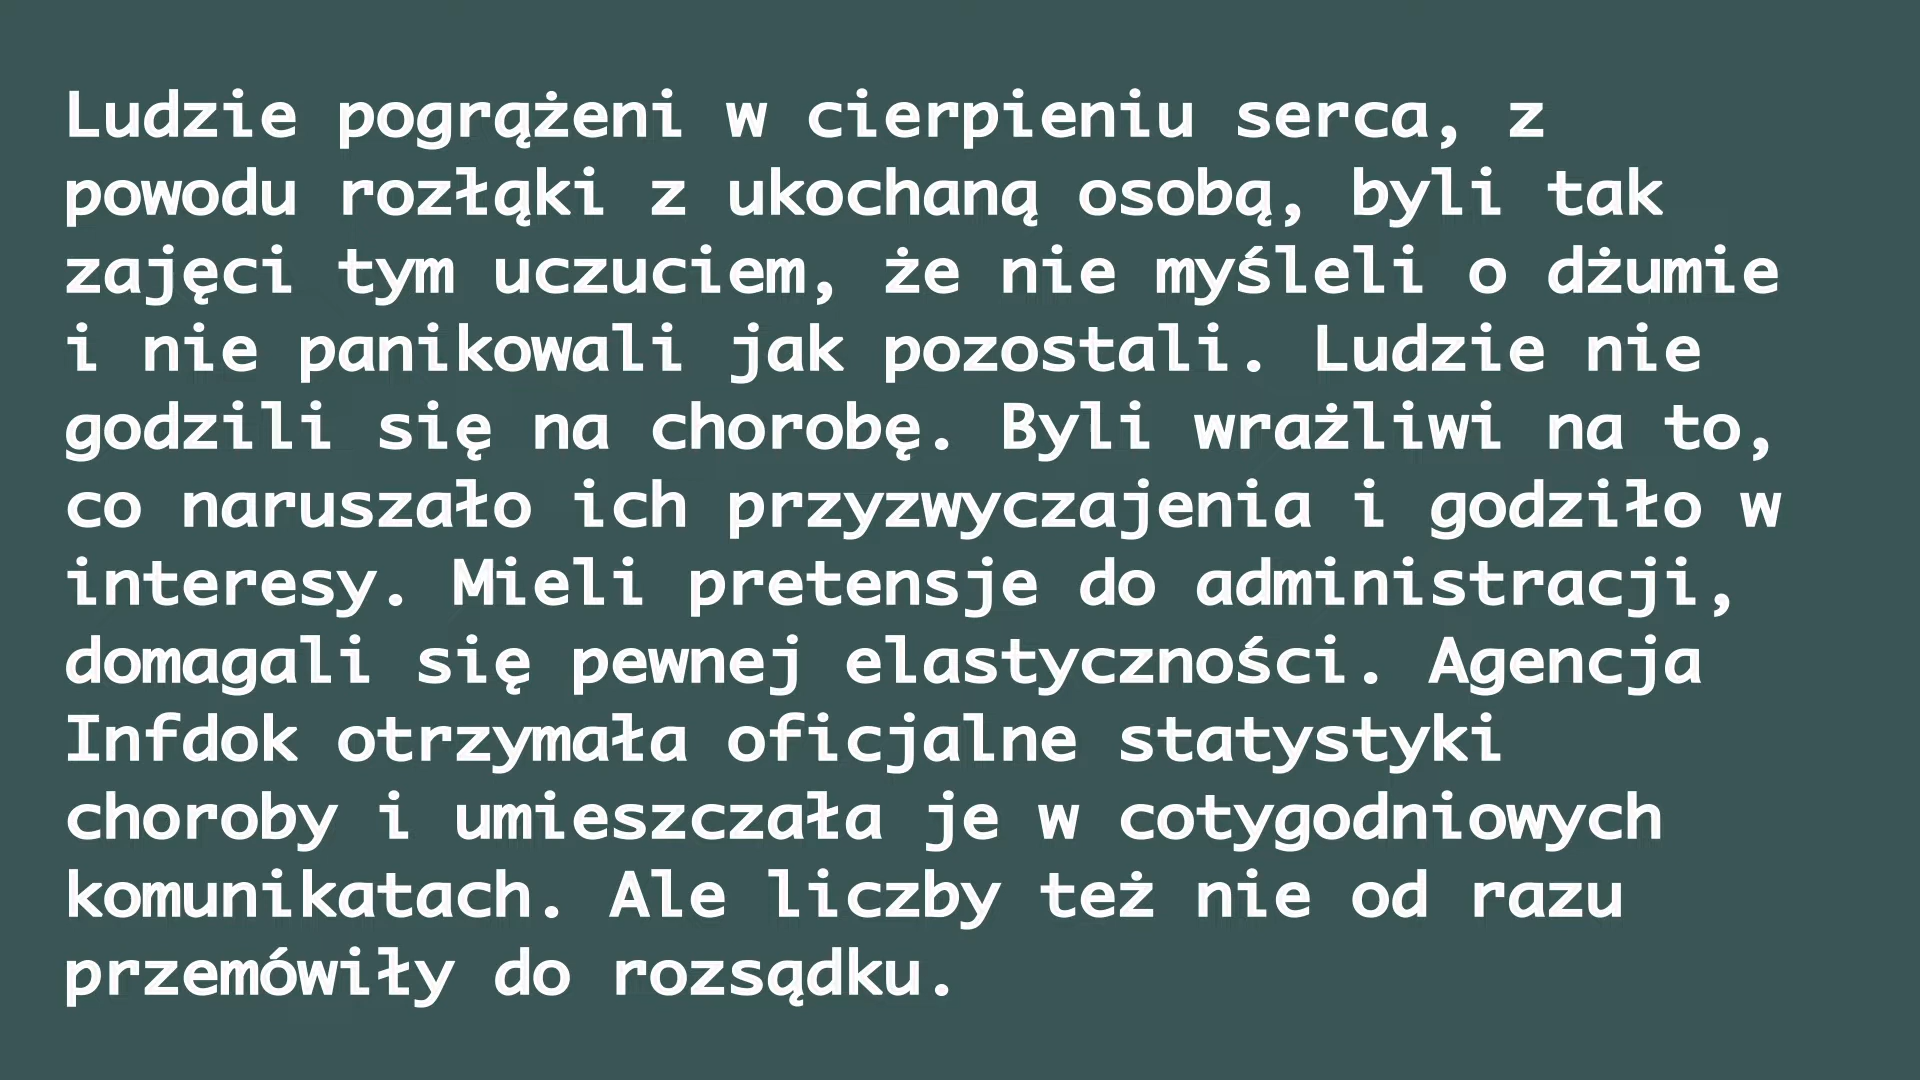 Ludzie pogrążeni w cierpieniu serca, z
powodu rozłąki z ukochaną osobą, byli tak
zajęci tym uczuciem, że nie myśleli o dżumie
i nie panikowali jak pozostali. Ludzie nie
godzili się na chorobę. Byli wrażliwi na to,
co naruszało ich przyzwyczajenia i godziło w
interesy. Mieli pretensje do administracji,
domagali się pewnej elastyczności. Agencja
Infdok otrzymała oficjalne statystyki
choroby i umieszczała je w cotygodniowych
komunikatach. Ale liczby też nie od razu
przemówiły do rozsądku.